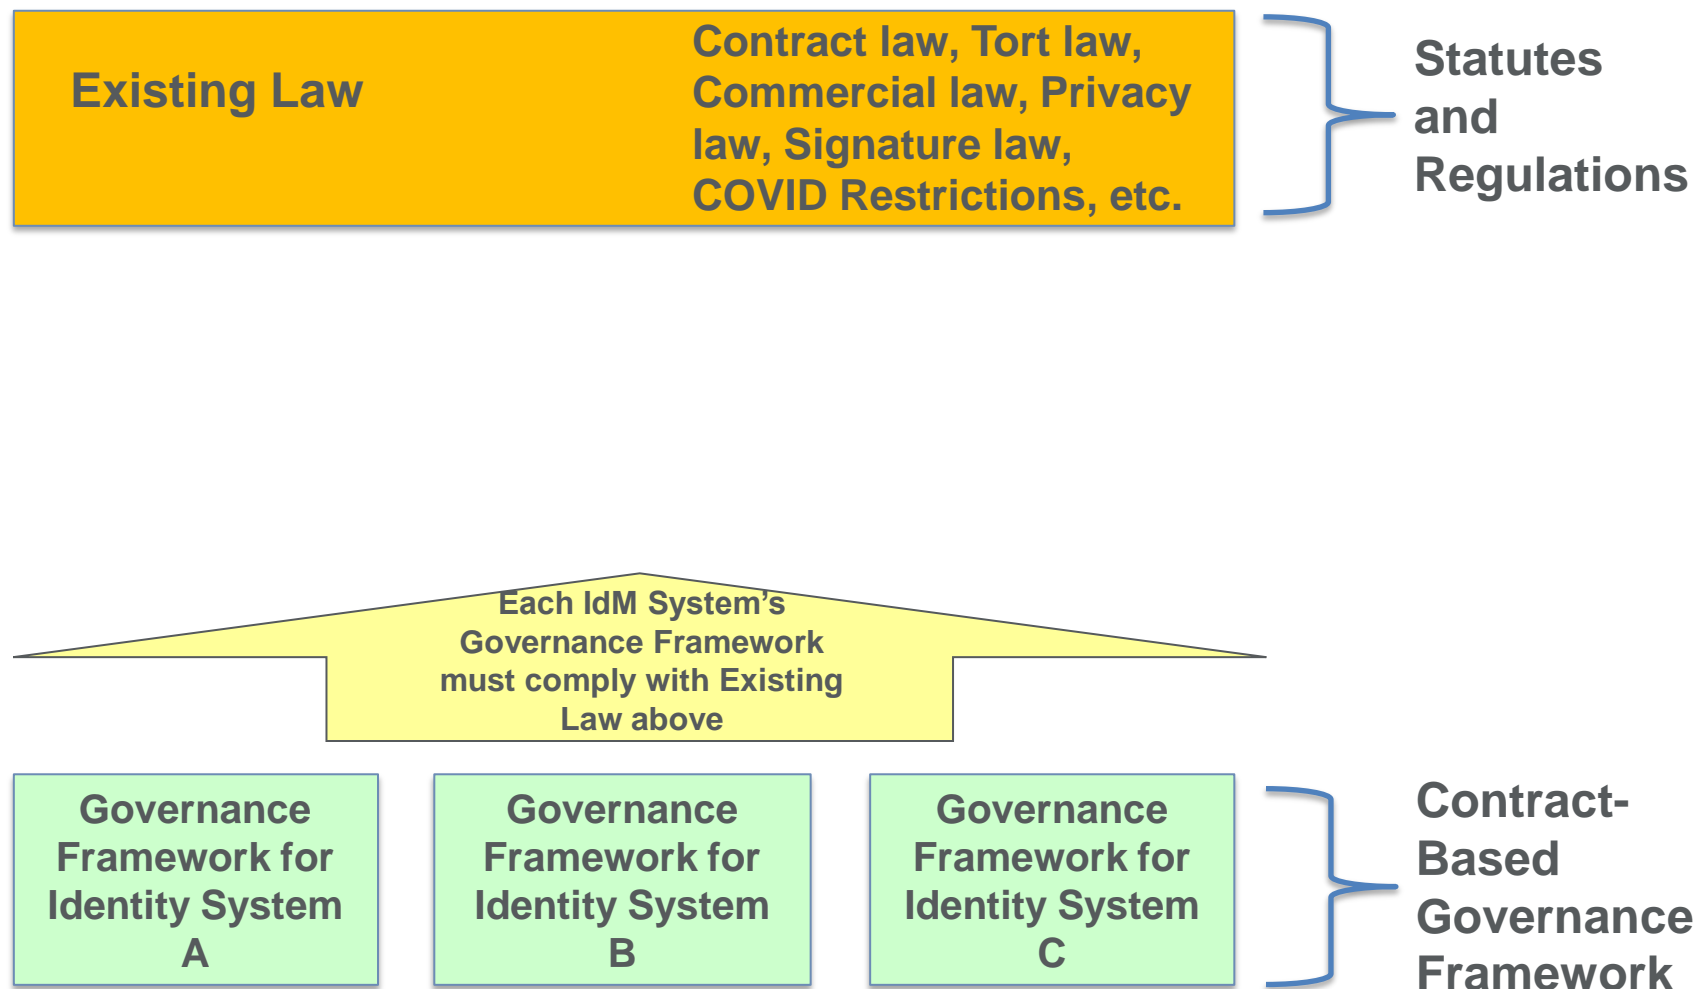 Existing Law
Contract law, Tort law,
Commercial law, Privacy
law, Signature law,
COVID Restrictions, etc.
Statutes
and
Regulations
Each IdM System’s
Governance Framework
must comply with Existing
Law above
Governance
Framework for
Identity System
A
Governance
Framework for
Identity System
B
Governance
Framework for
Identity System
C
Contract-
Based
Governance
Framework